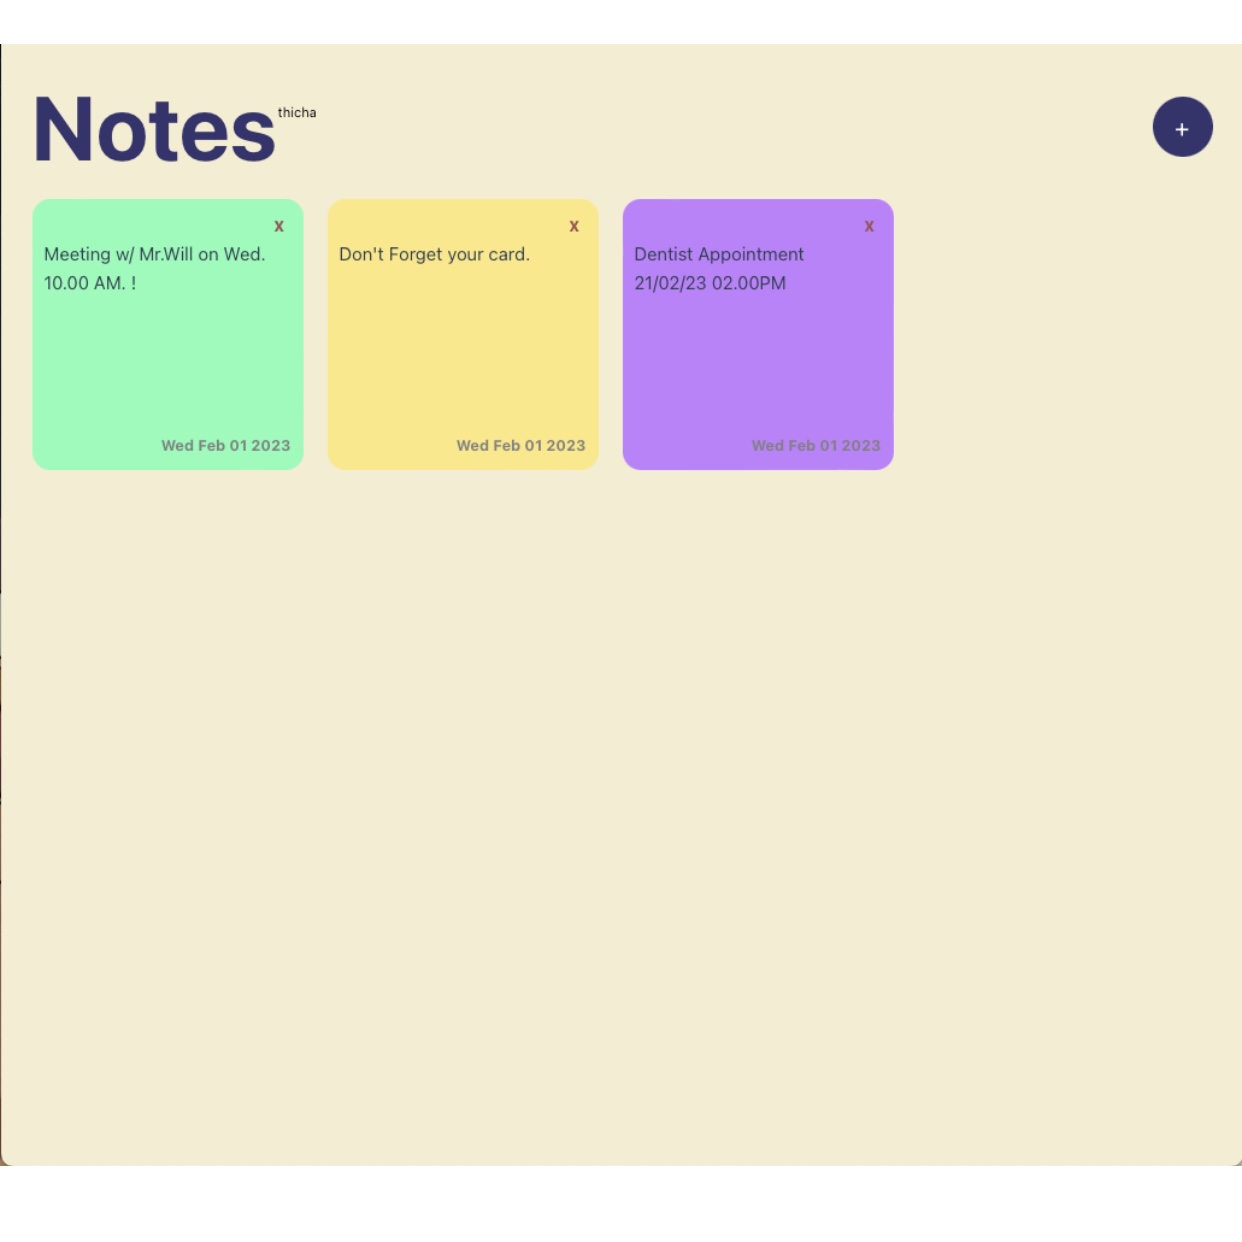 Notes thicha
+
x
Meeting w/ Mr.Will on Wed.
10.00 AM. !
Wed Feb 01 2023
x
Don't Forget your card.
Wed Feb 01 2023
x
Dentist Appointment
21/02/23 02.00PM
Wed Feb 01 2023